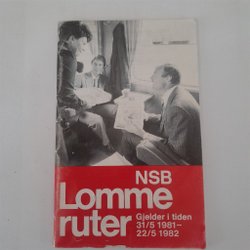 NSB
Lomme
ruter
Gjelder i tiden
31/5 1981–
22/5 1982